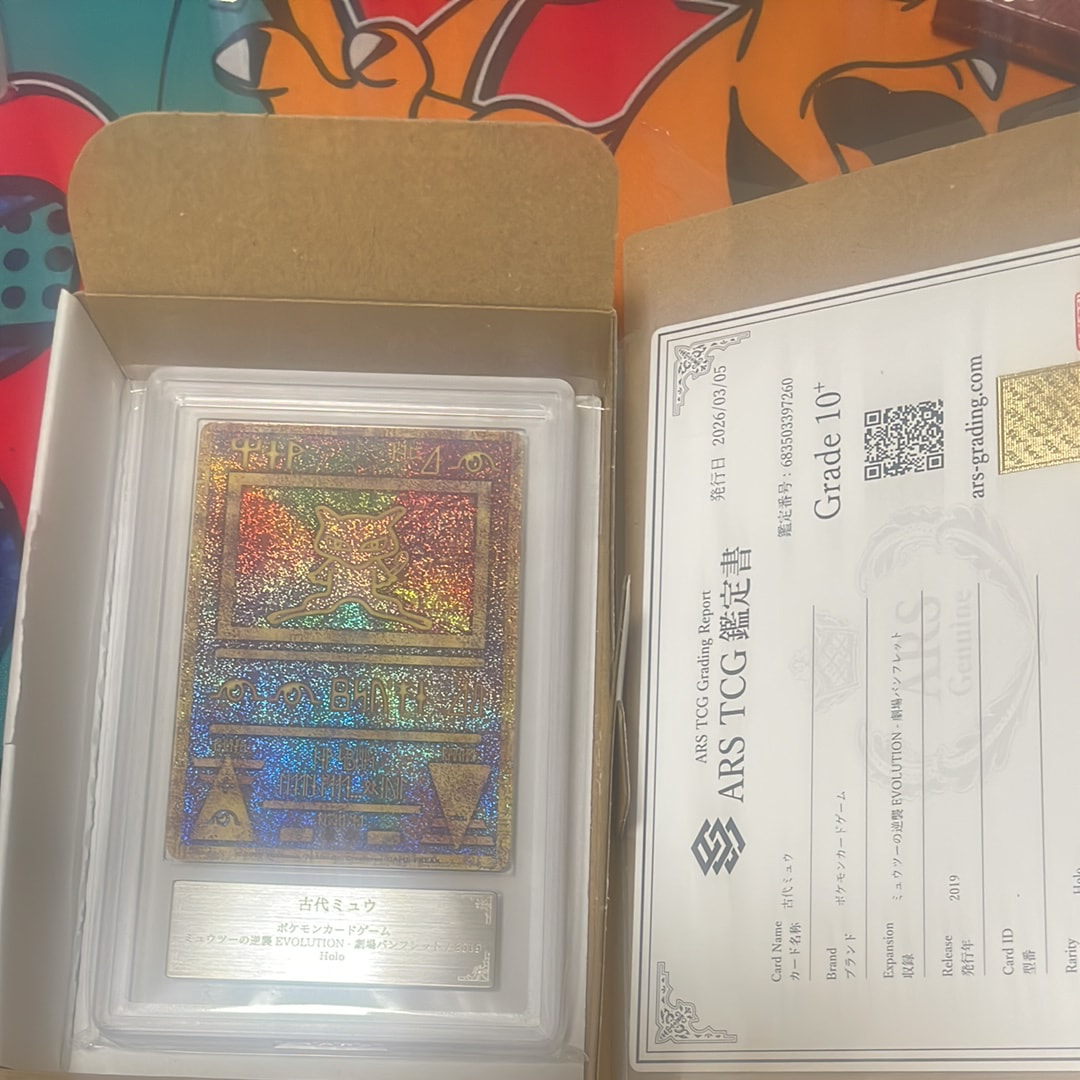 古代ミュウ
ポケモンカードゲーム
ミュウツーの逆襲 EVOLUTION - 劇場パンフレット / 2019
Holo
ARS TCG Grading Report
ARS TCG 鑑定書
発行日 2026/03/05
鑑定番号 : 683503397260
Grade 10+
ars-grading.com
ARS
Genuine
Card Name
カード名称 古代ミュウ
Brand
ブランド ポケモンカードゲーム
Expansion
収録 ミュウツーの逆襲 EVOLUTION - 劇場パンフレット
Release
発行年 2019
Card ID
型番 -
Rarity
Holo